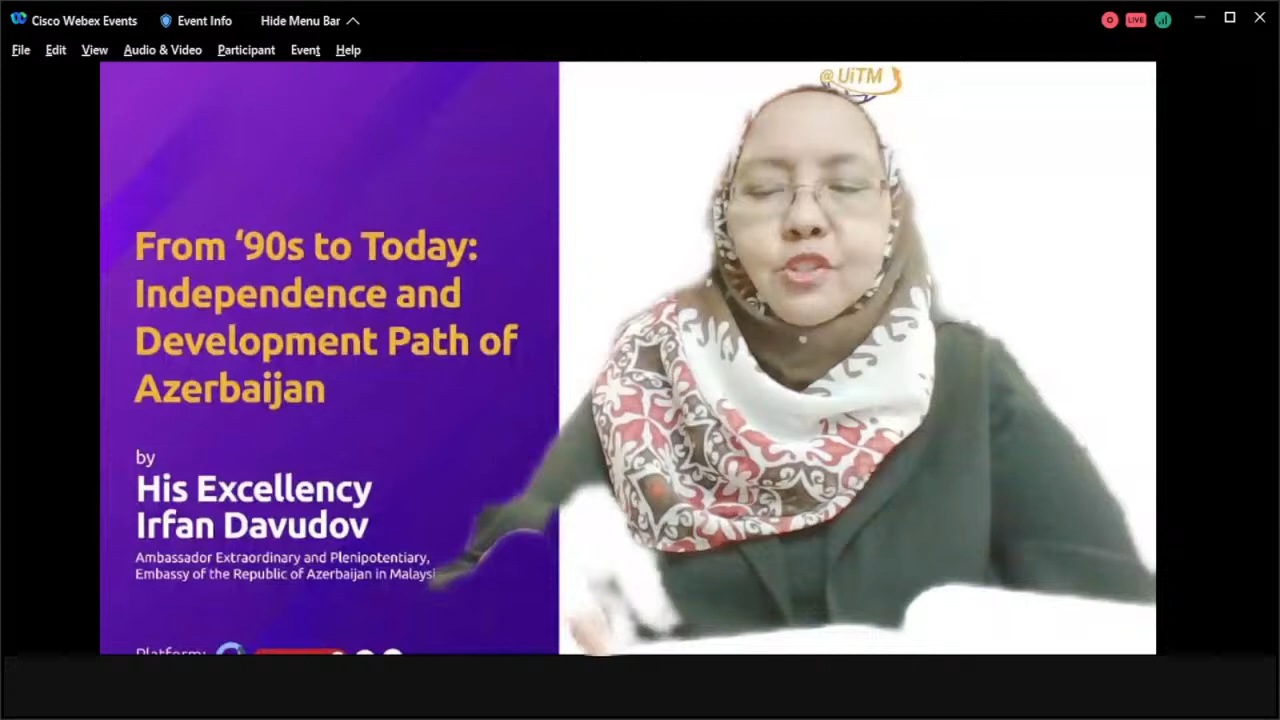 Cisco Webex Events
Event Info
Hide Menu Bar
LIVE
File Edit View Audio & Video Participant Event Help
@ UiTM
From ‘90s to Today:
Independence and
Development Path of
Azerbaijan
by
His Excellency
Irfan Davudov
Ambassador Extraordinary and Plenipotentiary,
Embassy of the Republic of Azerbaijan in Malaysi
Platform: